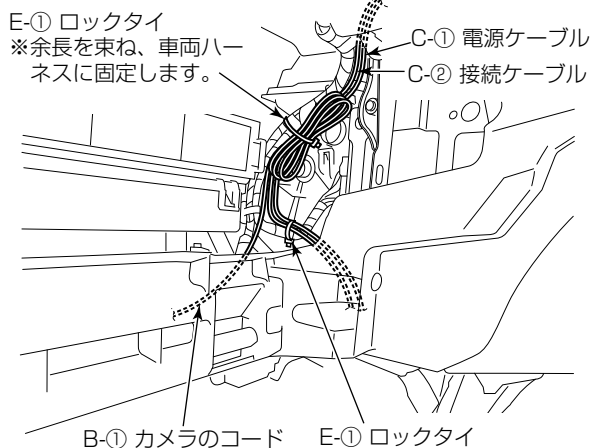 E-① ロックタイ
※余長を束ね、車両ハー
ネスに固定します。
C-① 電源ケーブル
C-② 接続ケーブル
B-① カメラのコード
E-① ロックタイ